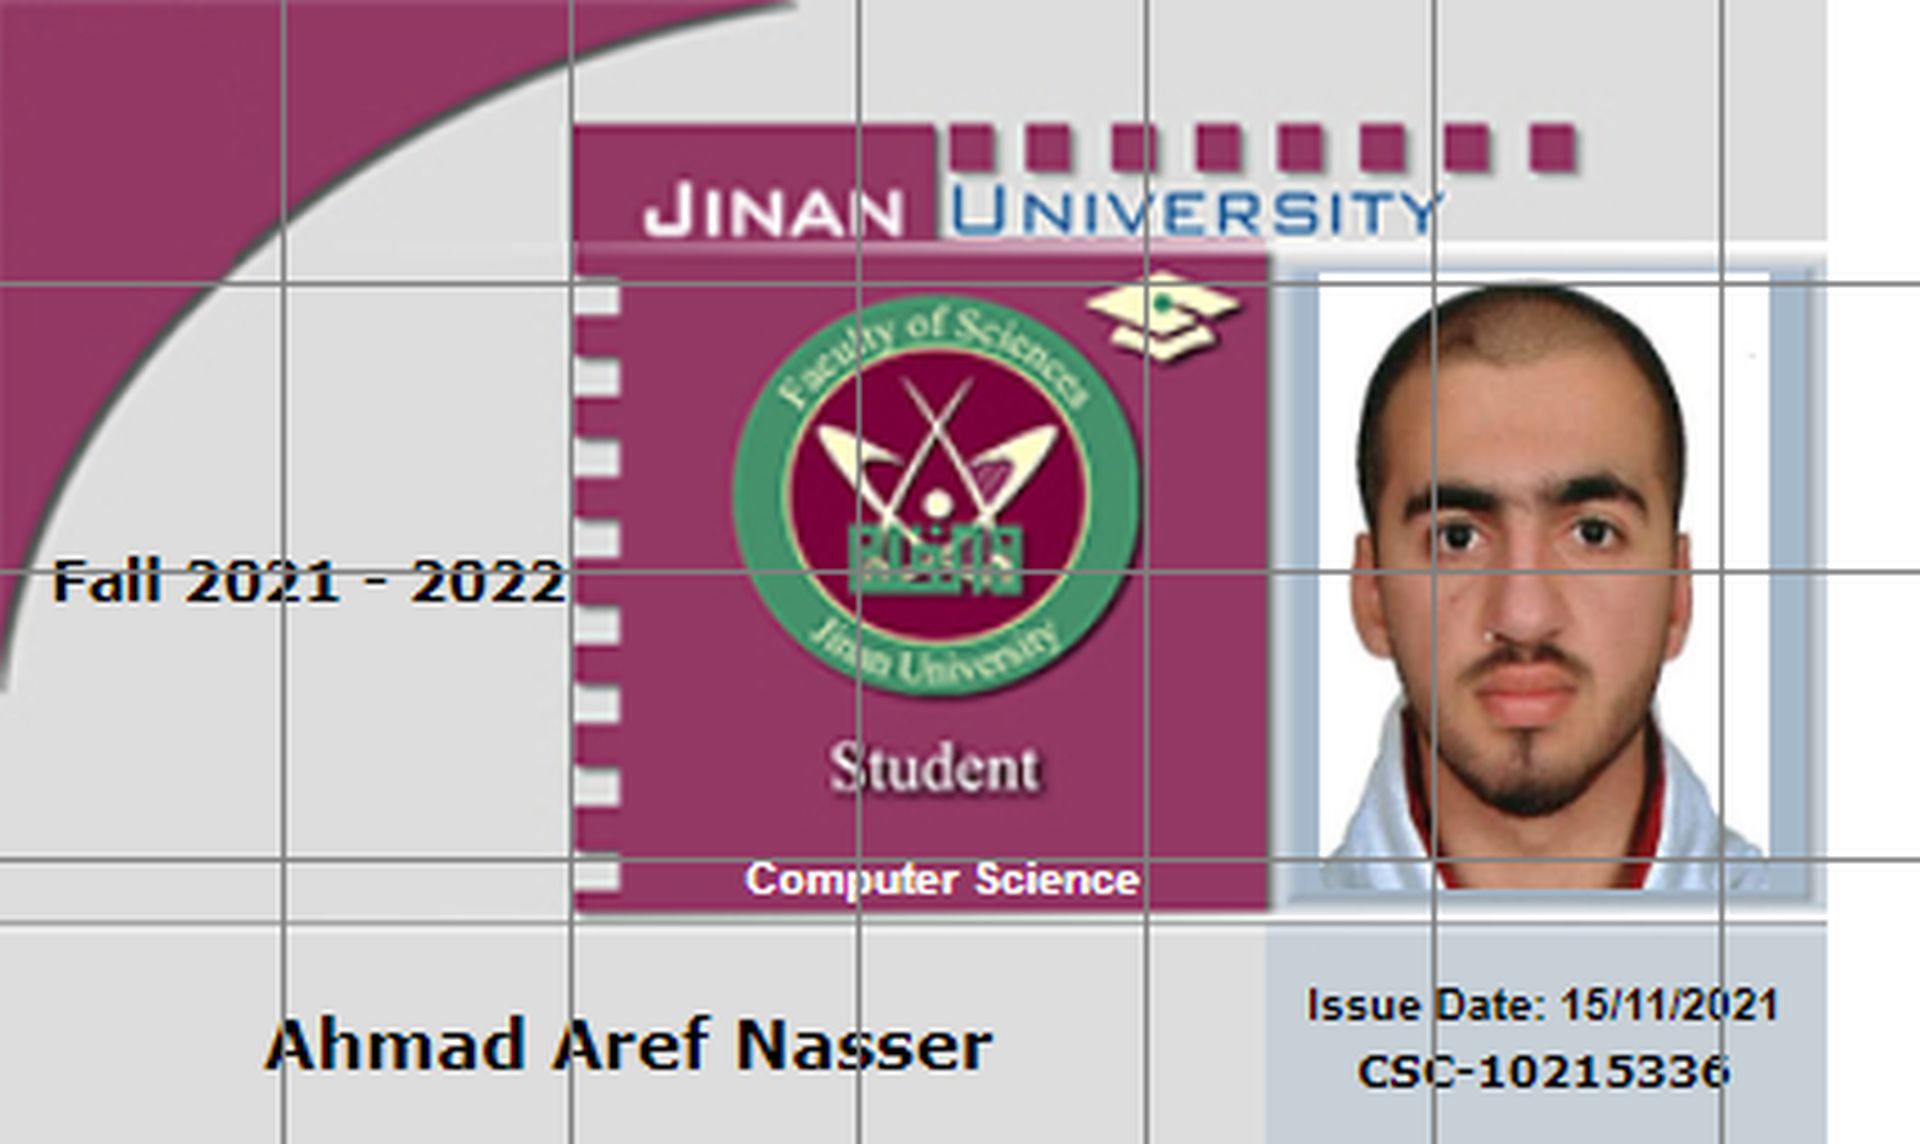 JINAN UNIVERSITY
Faculty of Sciences
Jinan University
Student
Computer Science
Fall 2021 - 2022
Ahmad Aref Nasser
Issue Date: 15/11/2021
CSC-10215336